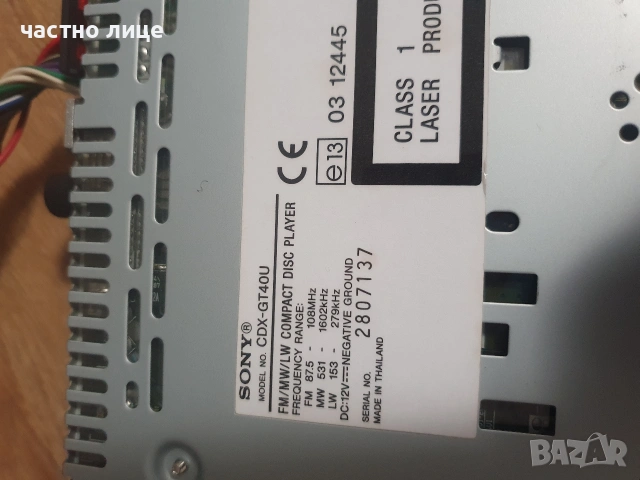 частно лице
SONY®
MODEL NO. CDX-GT40U
FM/MW/LW COMPACT DISC PLAYER
FREQUENCY RANGE:
FM 87.5 - 108MHz
MW 531 - 1602kHz
LW 153 - 279kHz
DC:12V⎓NEGATIVE GROUND
SERIAL NO. 2807137
MADE IN THAILAND
CE
e13 03 12445
CLASS 1
LASER PRODU
BAZAR